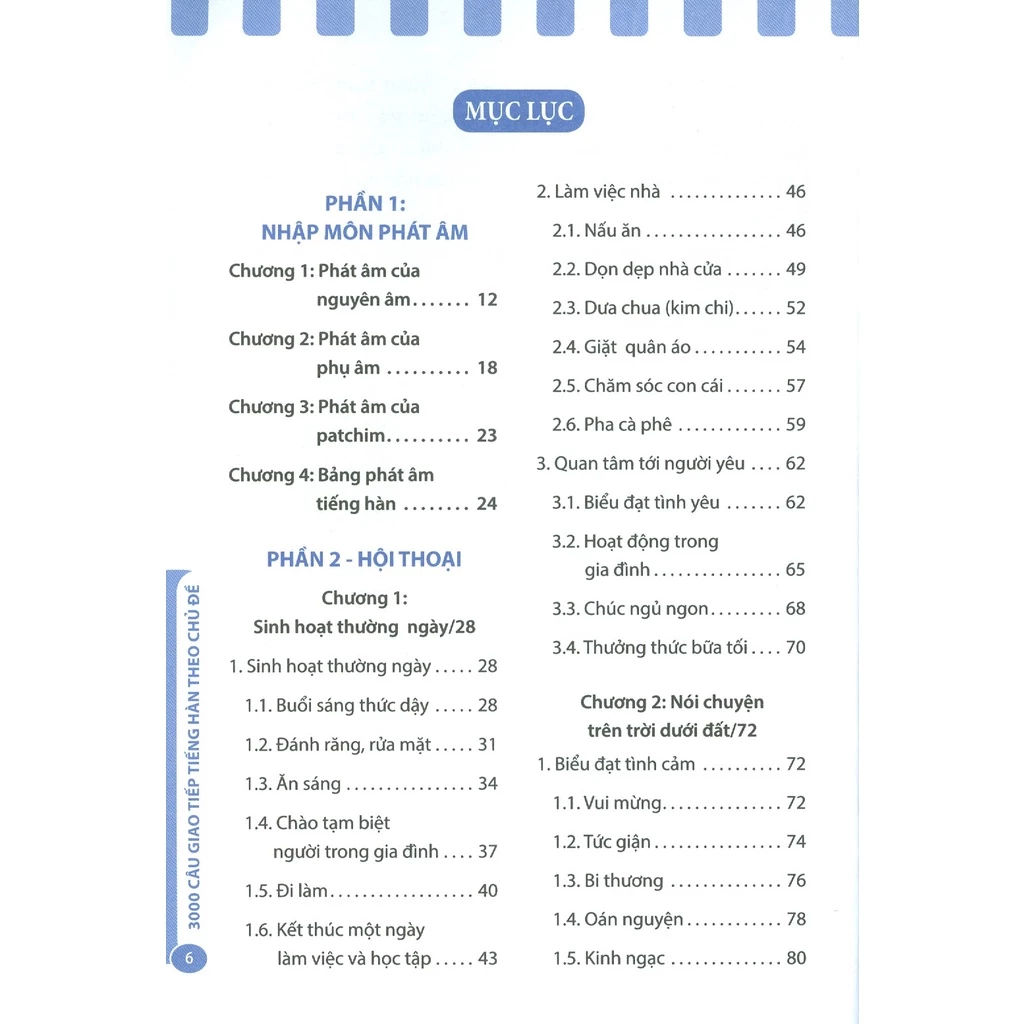 MỤC LỤC
PHẦN 1:
NHẬP MÔN PHÁT ÂM
Chương 1: Phát âm của
nguyên âm....... 12
Chương 2: Phát âm của
phụ âm .......... 18
Chương 3: Phát âm của
patchim.......... 23
Chương 4: Bảng phát âm
tiếng hàn ........ 24
PHẦN 2 - HỘI THOẠI
Chương 1:
Sinh hoạt thường ngày/28
1. Sinh hoạt thường ngày ..... 28
1.1. Buổi sáng thức dậy ..... 28
1.2. Đánh răng, rửa mặt ..... 31
1.3. Ăn sáng ................ 34
1.4. Chào tạm biệt
người trong gia đình .... 37
1.5. Đi làm.................. 40
1.6. Kết thúc một ngày
làm việc và học tập ..... 43
2. Làm việc nhà .............. 46
2.1. Nấu ăn ................. 46
2.2. Dọn dẹp nhà cửa ....... 49
2.3. Dưa chua (kim chi)...... 52
2.4. Giặt quân áo ........... 54
2.5. Chăm sóc con cái ....... 57
2.6. Pha cà phê ............. 59
3. Quan tâm tới người yêu .... 62
3.1. Biểu đạt tình yêu ....... 62
3.2. Hoạt động trong
gia đình ................ 65
3.3. Chúc ngủ ngon......... 68
3.4. Thưởng thức bữa tối .... 70
Chương 2: Nói chuyện
trên trời dưới đất/72
1. Biểu đạt tình cảm .......... 72
1.1. Vui mừng............... 72
1.2. Tức giận ................ 74
1.3. Bi thương .............. 76
1.4. Oán nguyện ............ 78
1.5. Kinh ngạc .............. 80
3000 CÂU GIAO TIẾP TIẾNG HÀN THEO CHỦ ĐỀ
6